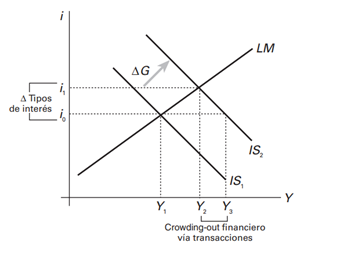 i
LM
ΔG
i₁
Δ Tipos
de interés
i₀
IS₂
IS₁
Y
Y₁
Y₂
Y₃
Crowding-out financiero
vía transacciones